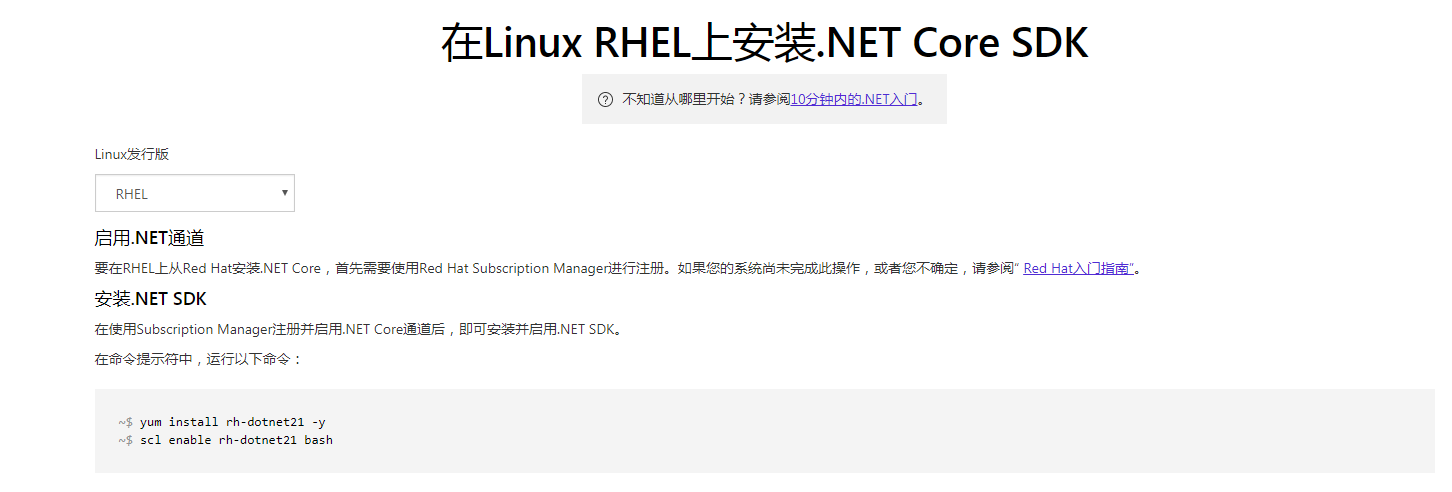 在Linux RHEL上安装.NET Core SDK
不知道从哪里开始？请参阅10分钟内的.NET入门。
Linux发行版
RHEL
启用.NET通道
要在RHEL上从Red Hat安装.NET Core，首先需要使用Red Hat Subscription Manager进行注册。如果您的系统尚未完成此操作，或者您不确定，请参阅“ Red Hat入门指南”。
安装.NET SDK
在使用Subscription Manager注册并启用.NET Core通道后，即可安装并启用.NET SDK。
在命令提示符中，运行以下命令：
~$ yum install rh-dotnet21 -y
~$ scl enable rh-dotnet21 bash